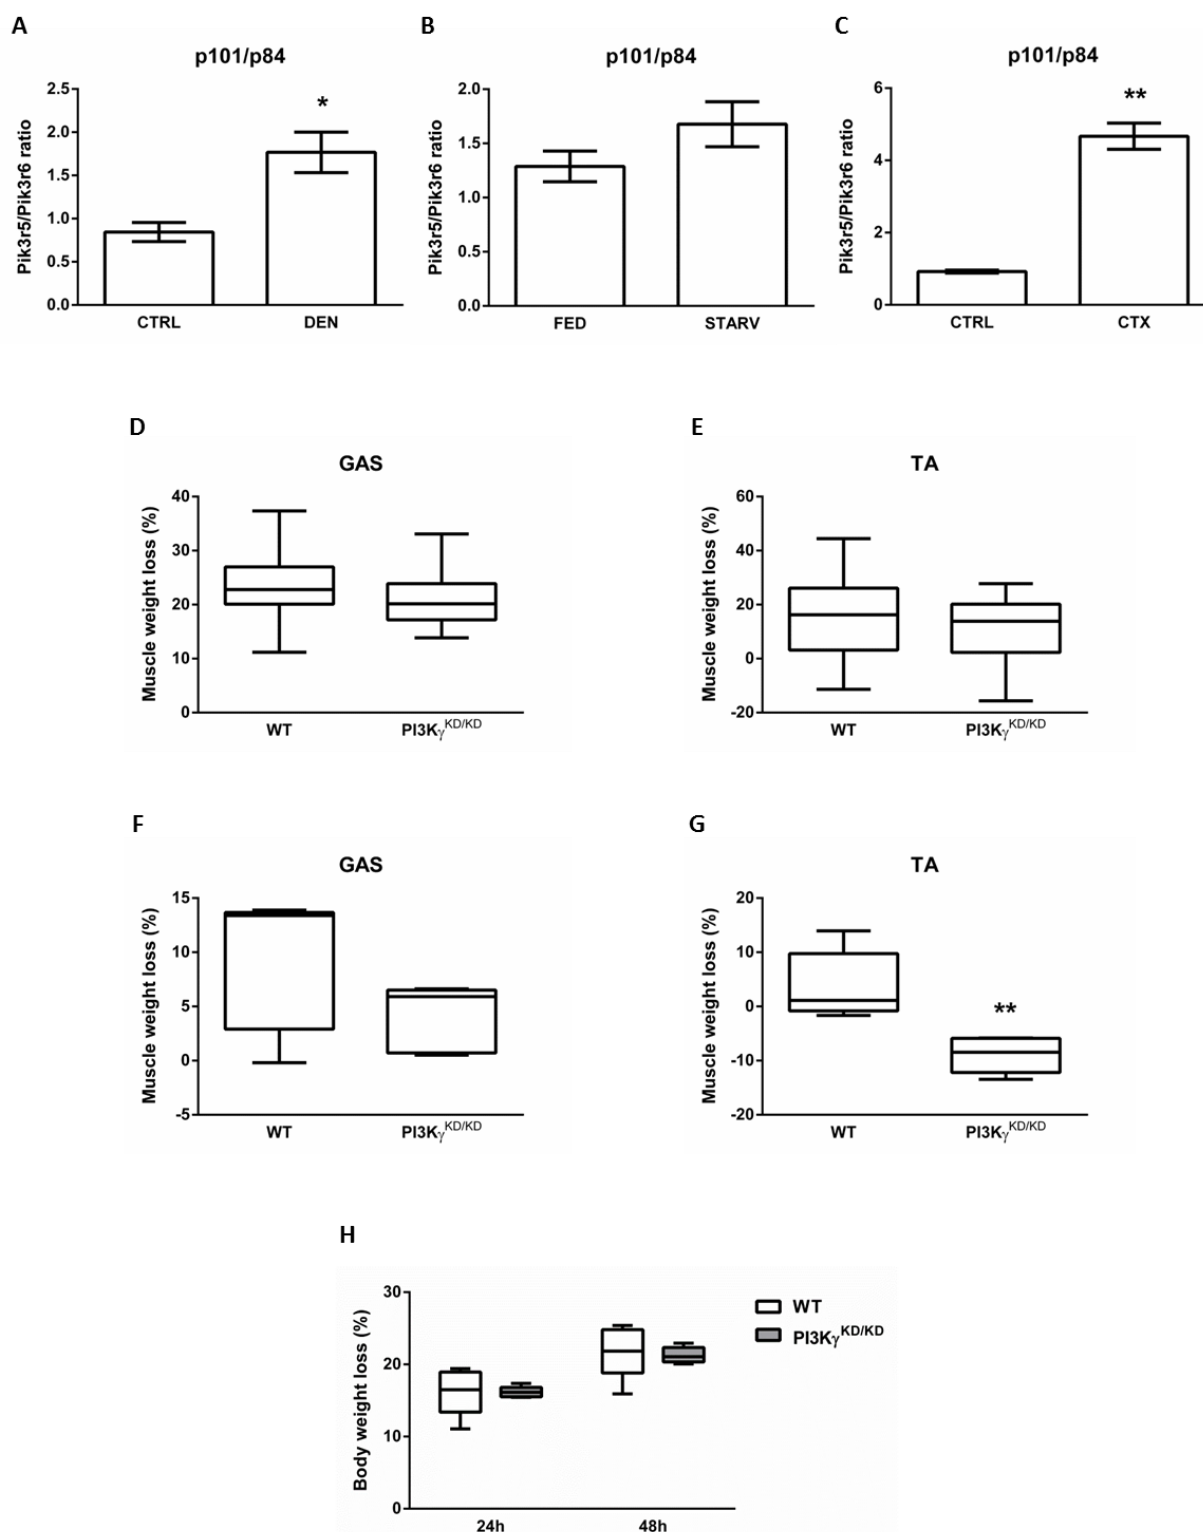 A
B
C
p101/p84
p101/p84
p101/p84
Pik3r5/Pik3r6 ratio
2.5
2.0
1.5
1.0
0.5
0.0
*
CTRL
DEN
Pik3r5/Pik3r6 ratio
2.0
1.5
1.0
0.5
0.0
FED
STARV
Pik3r5/Pik3r6 ratio
6
4
2
0
**
CTRL
CTX
D
GAS
Muscle weight loss (%)
40
30
20
10
0
WT
PI3Kγ^KD/KD
E
TA
Muscle weight loss (%)
60
40
20
0
-20
WT
PI3Kγ^KD/KD
F
GAS
Muscle weight loss (%)
15
10
5
0
-5
WT
PI3Kγ^KD/KD
G
TA
Muscle weight loss (%)
20
10
0
-10
-20
**
WT
PI3Kγ^KD/KD
H
Body weight loss (%)
30
20
10
0
24h
48h
WT
PI3Kγ^KD/KD